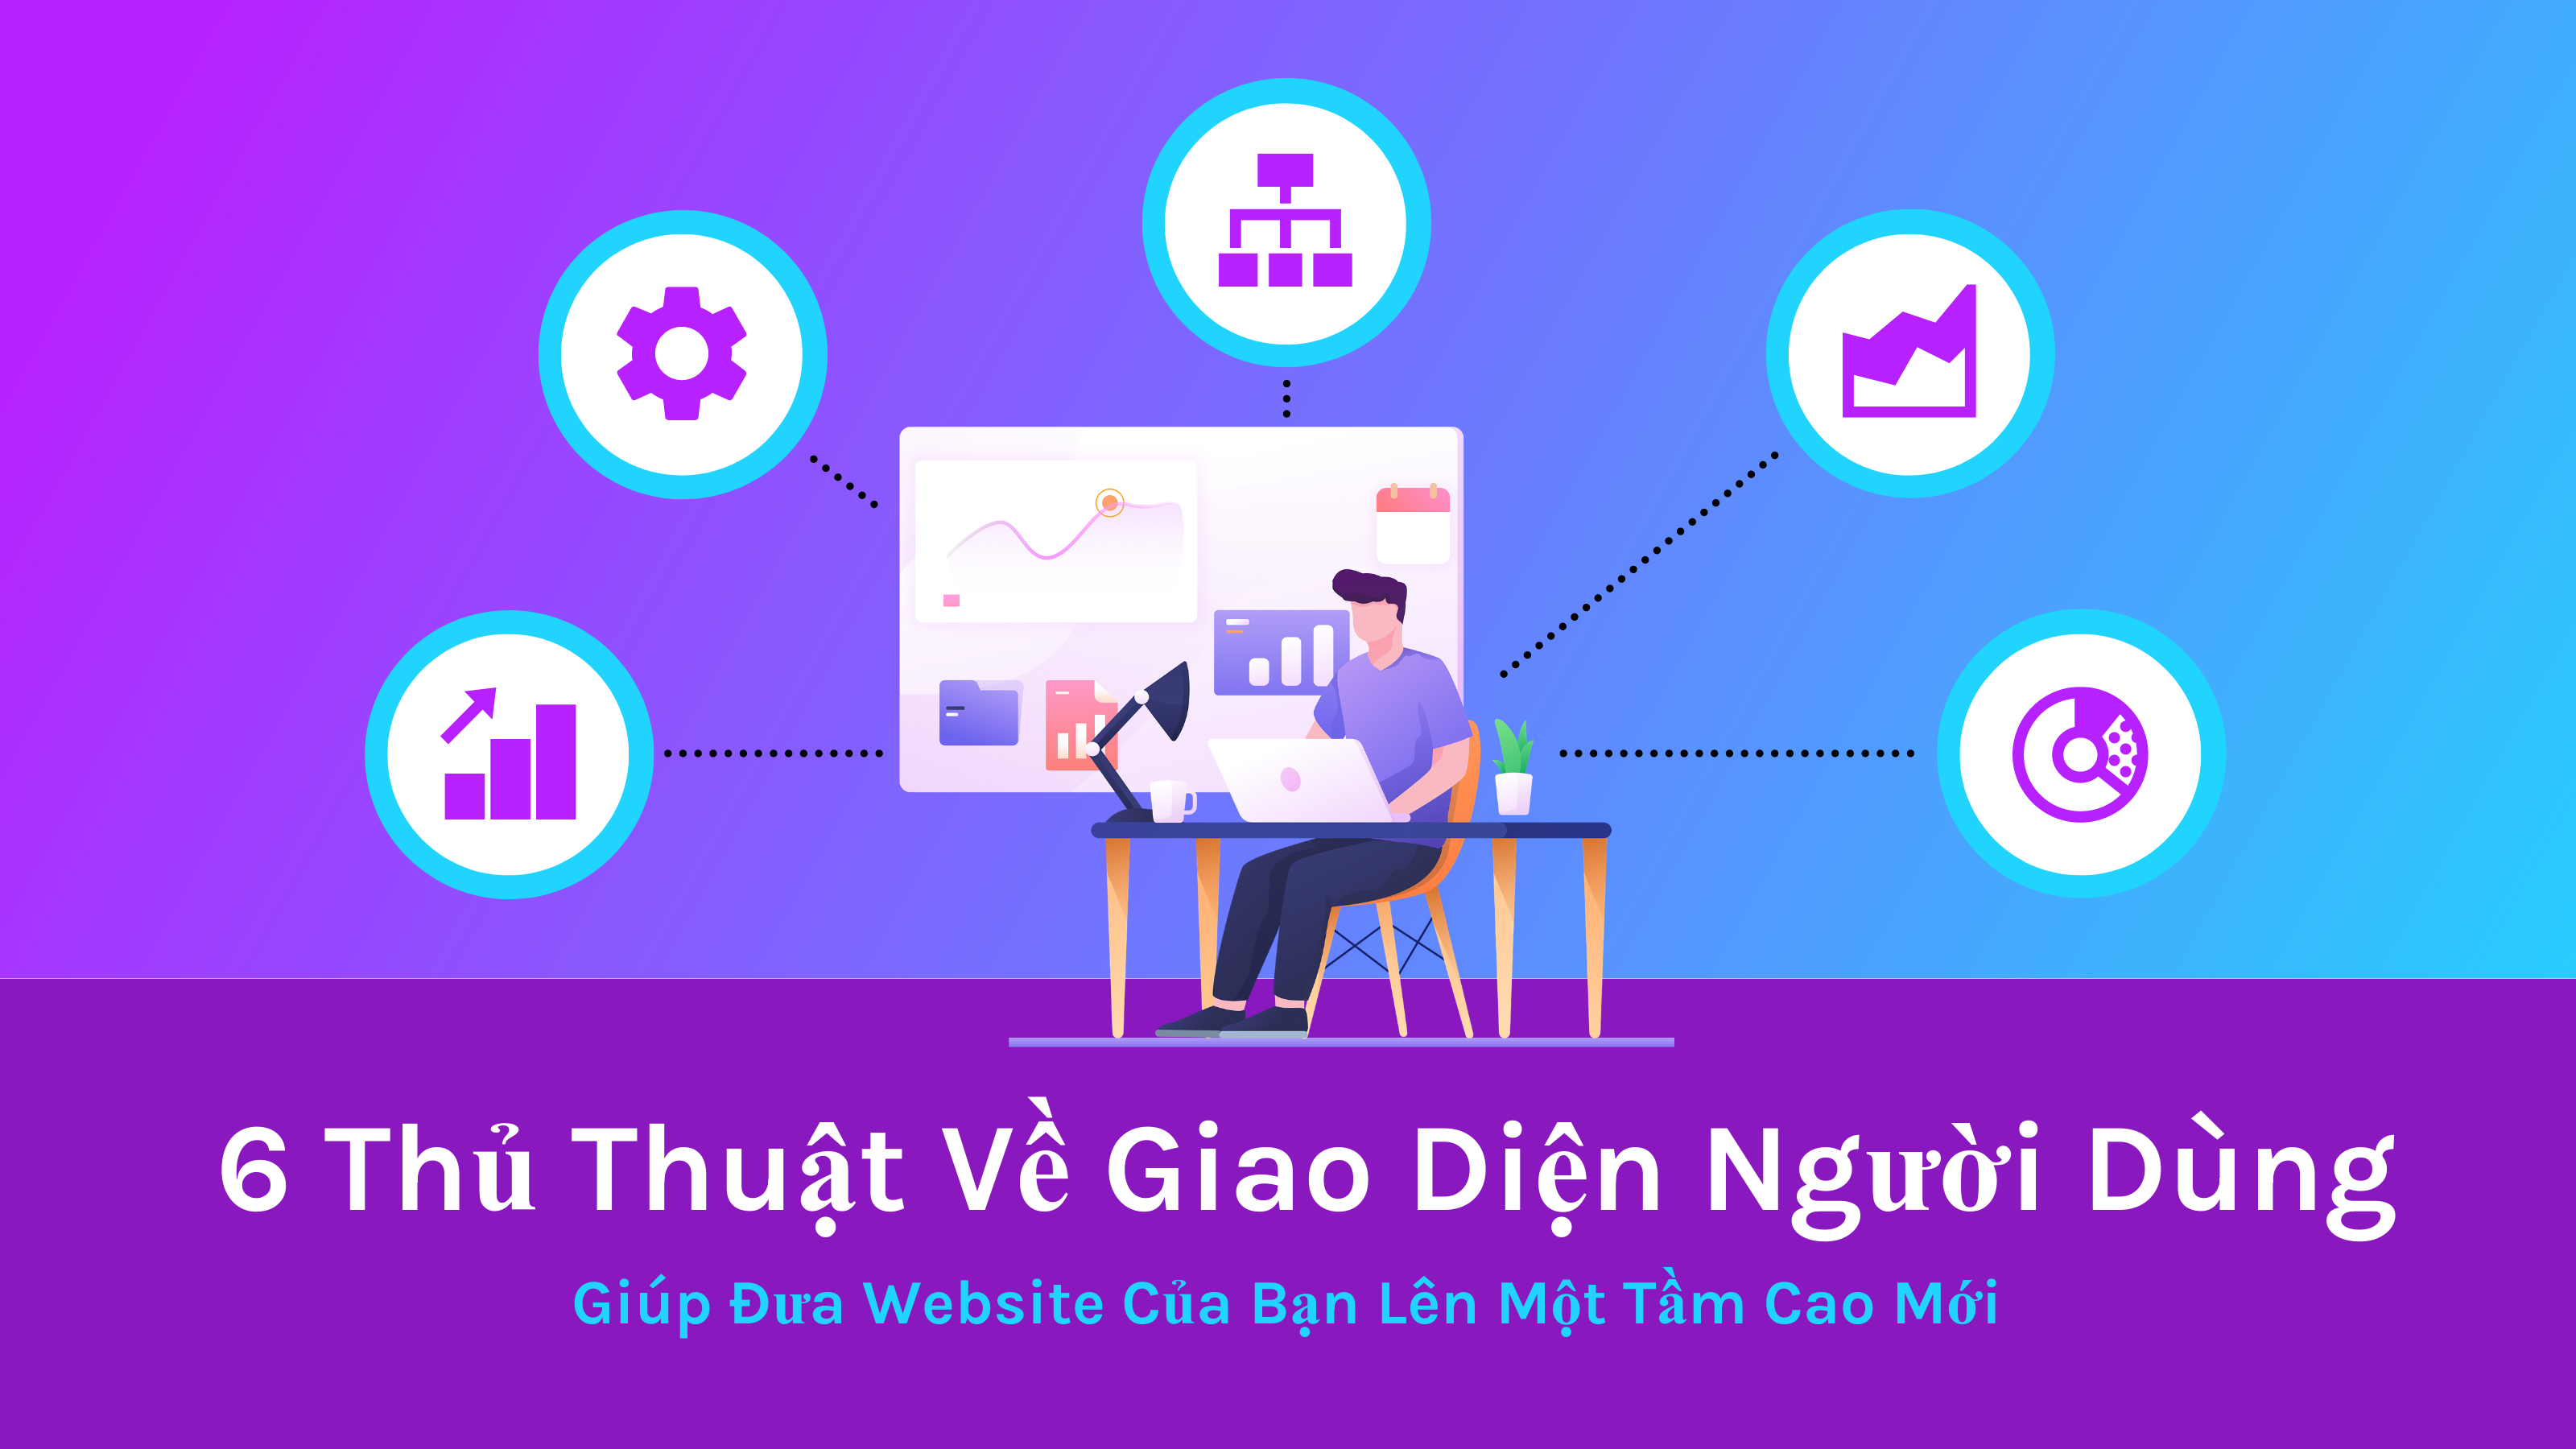 6 Thủ Thuật Về Giao Diện Người Dùng
Giúp Đưa Website Của Bạn Lên Một Tầm Cao Mới